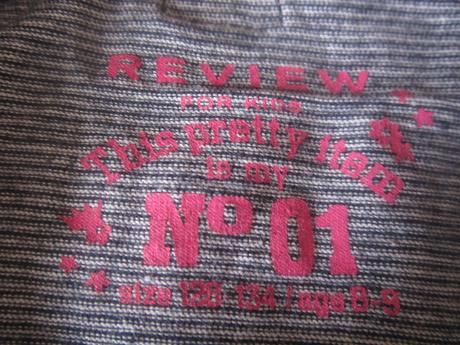 REVIEW
FOR KIDS
This pretty item
is my
Nº 01
size 128-134 / age 8-9